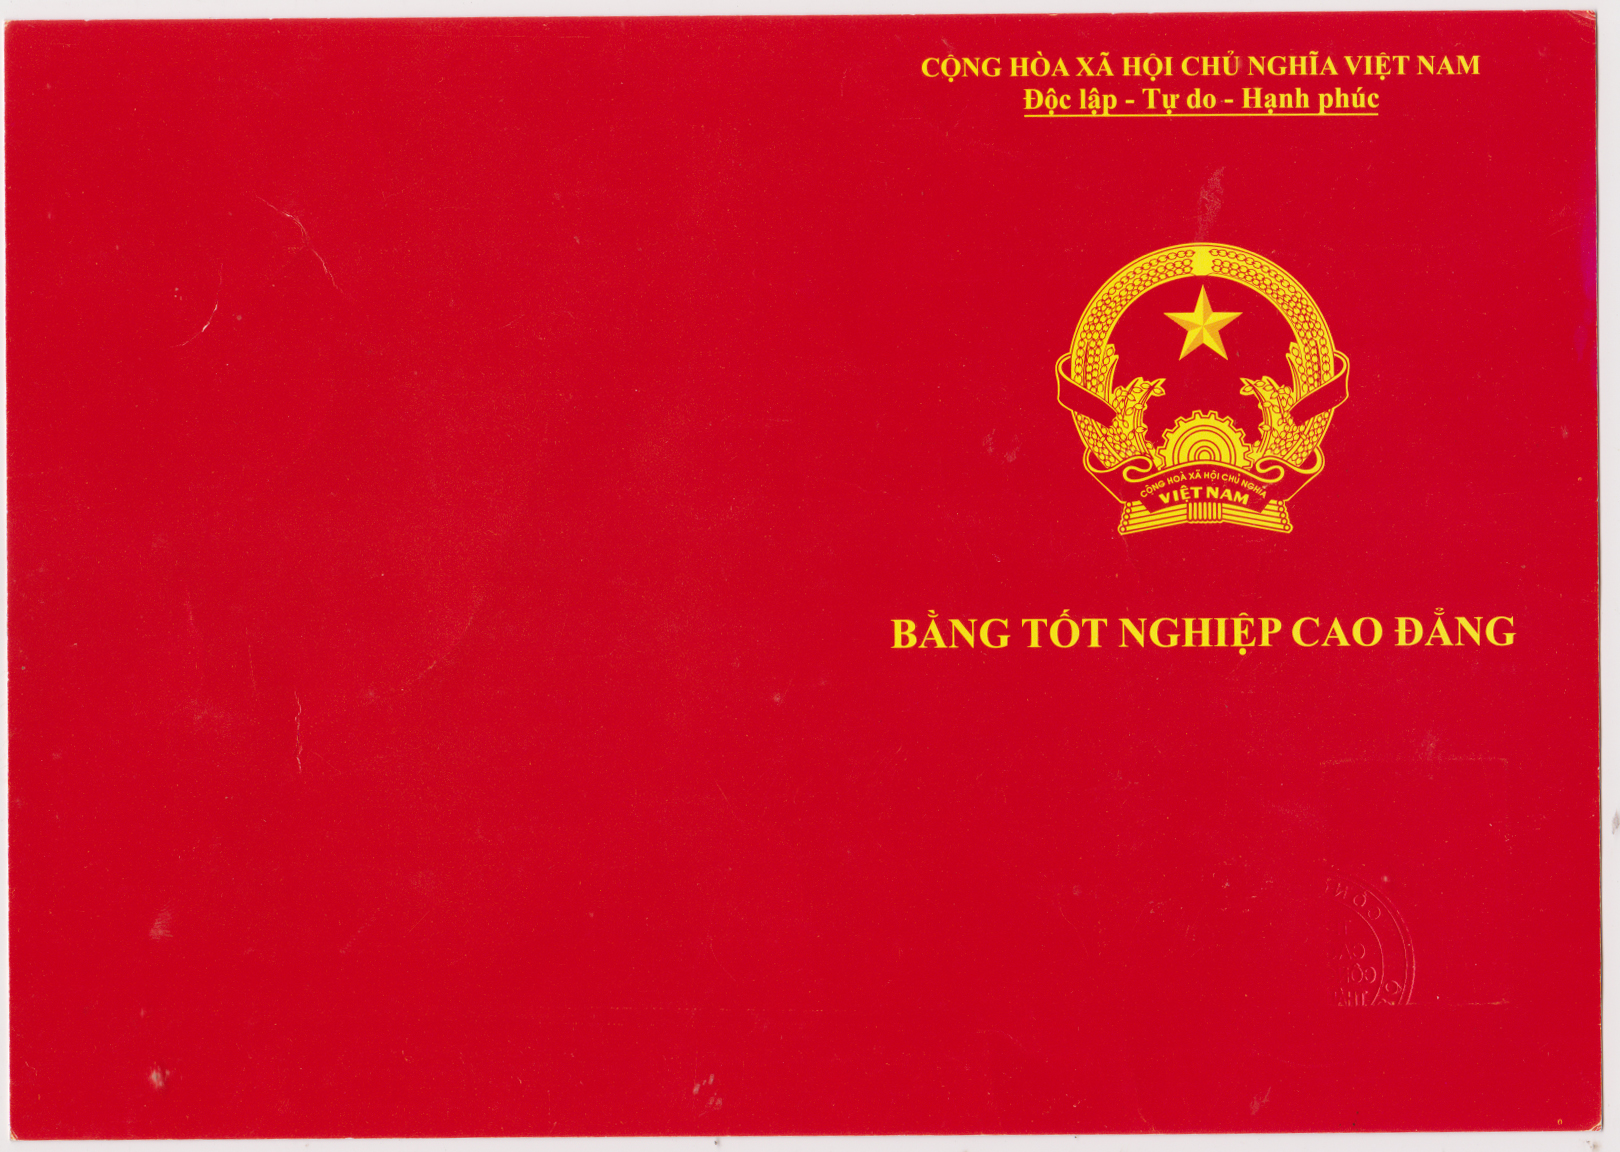 CỘNG HÒA XÃ HỘI CHỦ NGHĨA VIỆT NAM
Độc lập - Tự do - Hạnh phúc
CỘNG HOÀ XÃ HỘI CHỦ NGHĨA
VIỆT NAM
BẰNG TỐT NGHIỆP CAO ĐẲNG